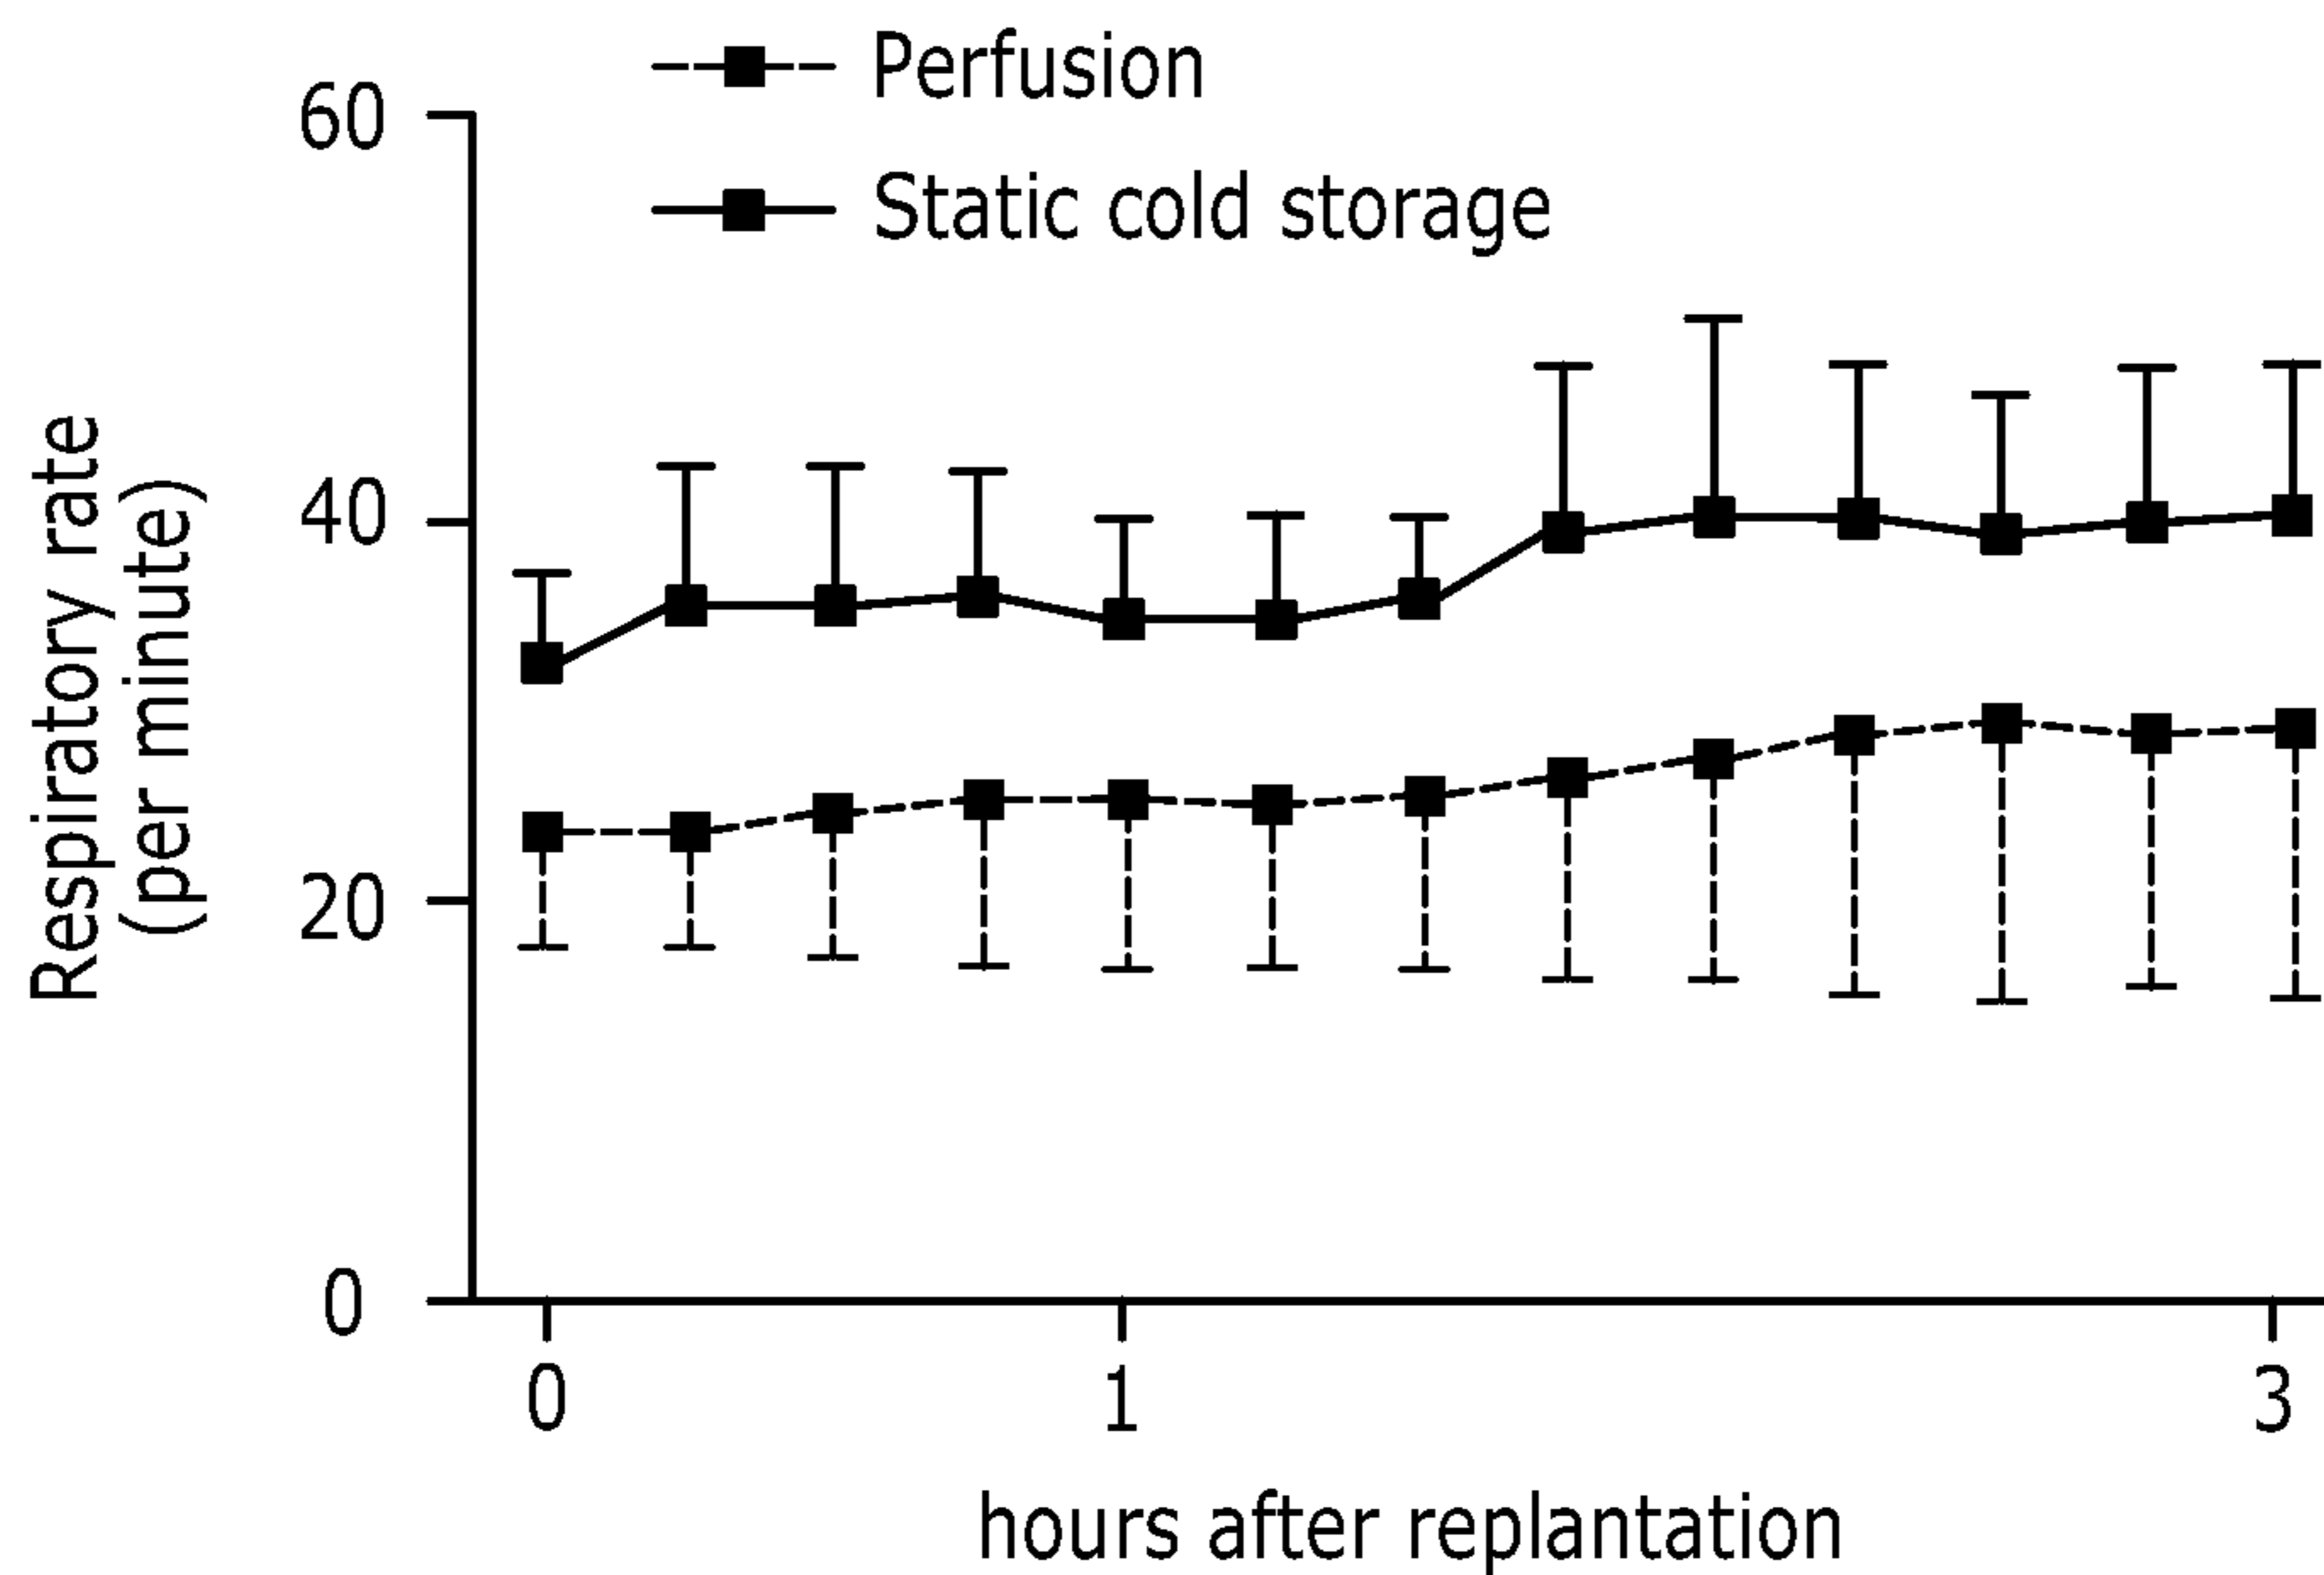 Perfusion
Static cold storage
60
40
20
0
Respiratory rate
(per minute)
0 1 3
hours after replantation